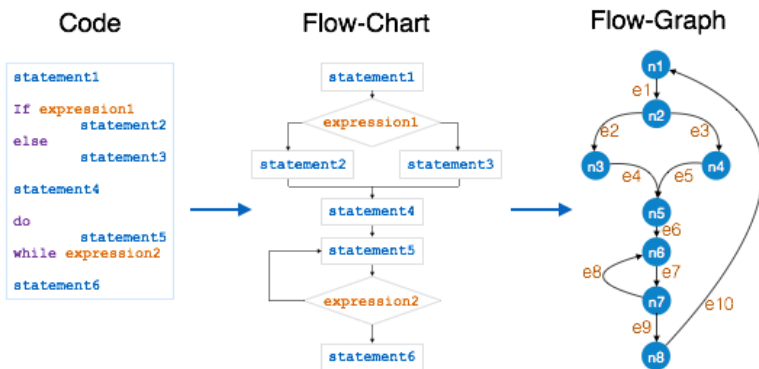 Code
statement1
If expression1
statement2
else
statement3
statement4
do
statement5
while expression2
statement6
Flow-Chart
statement1
expression1
statement2
statement3
statement4
statement5
expression2
statement6
Flow-Graph
n1
e1
n2
e2
e3
n3
n4
e4
e5
n5
e6
n6
e8
e7
n7
e10
e9
n8